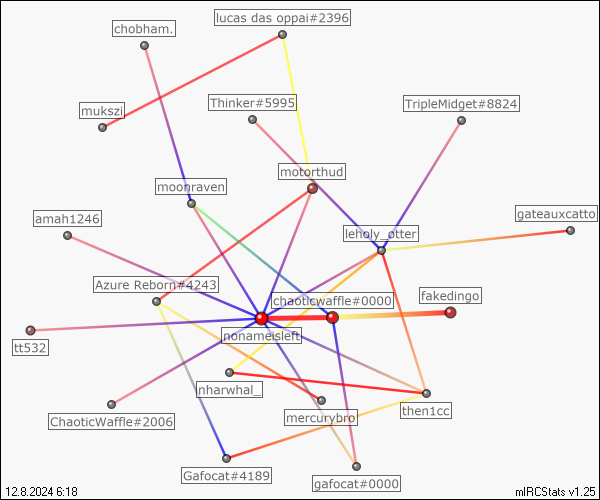 lucas das oppai#2396
chobham.
Thinker#5995
TripleMidget#8824
mukszi
motorthud
moonraven
amah1246
gateauxcatto
leholy_otter
Azure Reborn#4243
chaoticwaffle#0000
fakedingo
nonameisleft
tt532
nharwhal_
ChaoticWaffle#2006
mercurybro
then1cc
Gafocat#4189
gafocat#0000
12.8.2024 6:18
mIRCStats v1.25